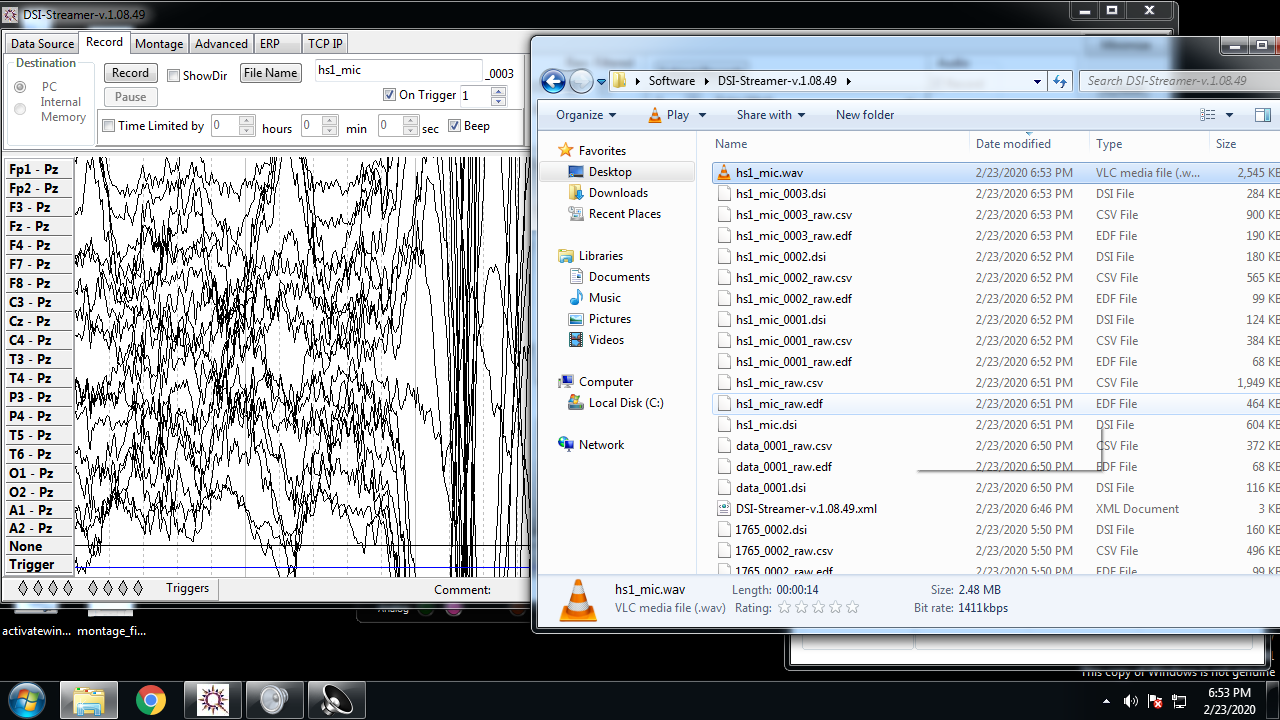 DSI-Streamer-v.1.08.49
Data Source Record Montage Advanced ERP TCP IP
Destination
PC
Internal
Memory
Record ShowDir File Name hs1_mic _0003
Pause On Trigger 1
Time Limited by 0 hours 0 min 0 sec Beep
Fp1 - Pz
Fp2 - Pz
F3 - Pz
Fz - Pz
F4 - Pz
F7 - Pz
F8 - Pz
C3 - Pz
Cz - Pz
C4 - Pz
T3 - Pz
T4 - Pz
P3 - Pz
P4 - Pz
T5 - Pz
T6 - Pz
O1 - Pz
O2 - Pz
A1 - Pz
A2 - Pz
None
Trigger
Triggers Comment:
Software DSI-Streamer-v.1.08.49 Search DSI-Streamer-v.1.08.49
Organize Play Share with New folder
Favorites
Desktop
Downloads
Recent Places
Libraries
Documents
Music
Pictures
Videos
Computer
Local Disk (C:)
Network
Name Date modified Type Size
hs1_mic.wav 2/23/2020 6:53 PM VLC media file (.w... 2,545 KB
hs1_mic_0003.dsi 2/23/2020 6:53 PM DSI File 284 KB
hs1_mic_0003_raw.csv 2/23/2020 6:53 PM CSV File 900 KB
hs1_mic_0003_raw.edf 2/23/2020 6:53 PM EDF File 190 KB
hs1_mic_0002.dsi 2/23/2020 6:52 PM DSI File 180 KB
hs1_mic_0002_raw.csv 2/23/2020 6:52 PM CSV File 565 KB
hs1_mic_0002_raw.edf 2/23/2020 6:52 PM EDF File 99 KB
hs1_mic_0001.dsi 2/23/2020 6:52 PM DSI File 124 KB
hs1_mic_0001_raw.csv 2/23/2020 6:52 PM CSV File 384 KB
hs1_mic_0001_raw.edf 2/23/2020 6:52 PM EDF File 68 KB
hs1_mic_raw.csv 2/23/2020 6:51 PM CSV File 1,949 KB
hs1_mic_raw.edf 2/23/2020 6:51 PM EDF File 464 KB
hs1_mic.dsi 2/23/2020 6:51 PM DSI File 604 KB
data_0001_raw.csv 2/23/2020 6:50 PM CSV File 372 KB
data_0001_raw.edf 2/23/2020 6:50 PM EDF File 68 KB
data_0001.dsi 2/23/2020 6:50 PM DSI File 116 KB
DSI-Streamer-v.1.08.49.xml 2/23/2020 6:46 PM XML Document 3 KB
1765_0002.dsi 2/23/2020 5:50 PM DSI File 160 KB
1765_0002_raw.csv 2/23/2020 5:50 PM CSV File 496 KB
1765_0002_raw.edf 2/23/2020 5:50 PM EDF File 99 KB
hs1_mic.wav Length: 00:00:14 Size: 2.48 MB
VLC media file (.wav) Rating: Bit rate: 1411kbps
Analog
activatewin... montage_fi...
This copy of Windows is not genuine
6:53 PM
2/23/2020